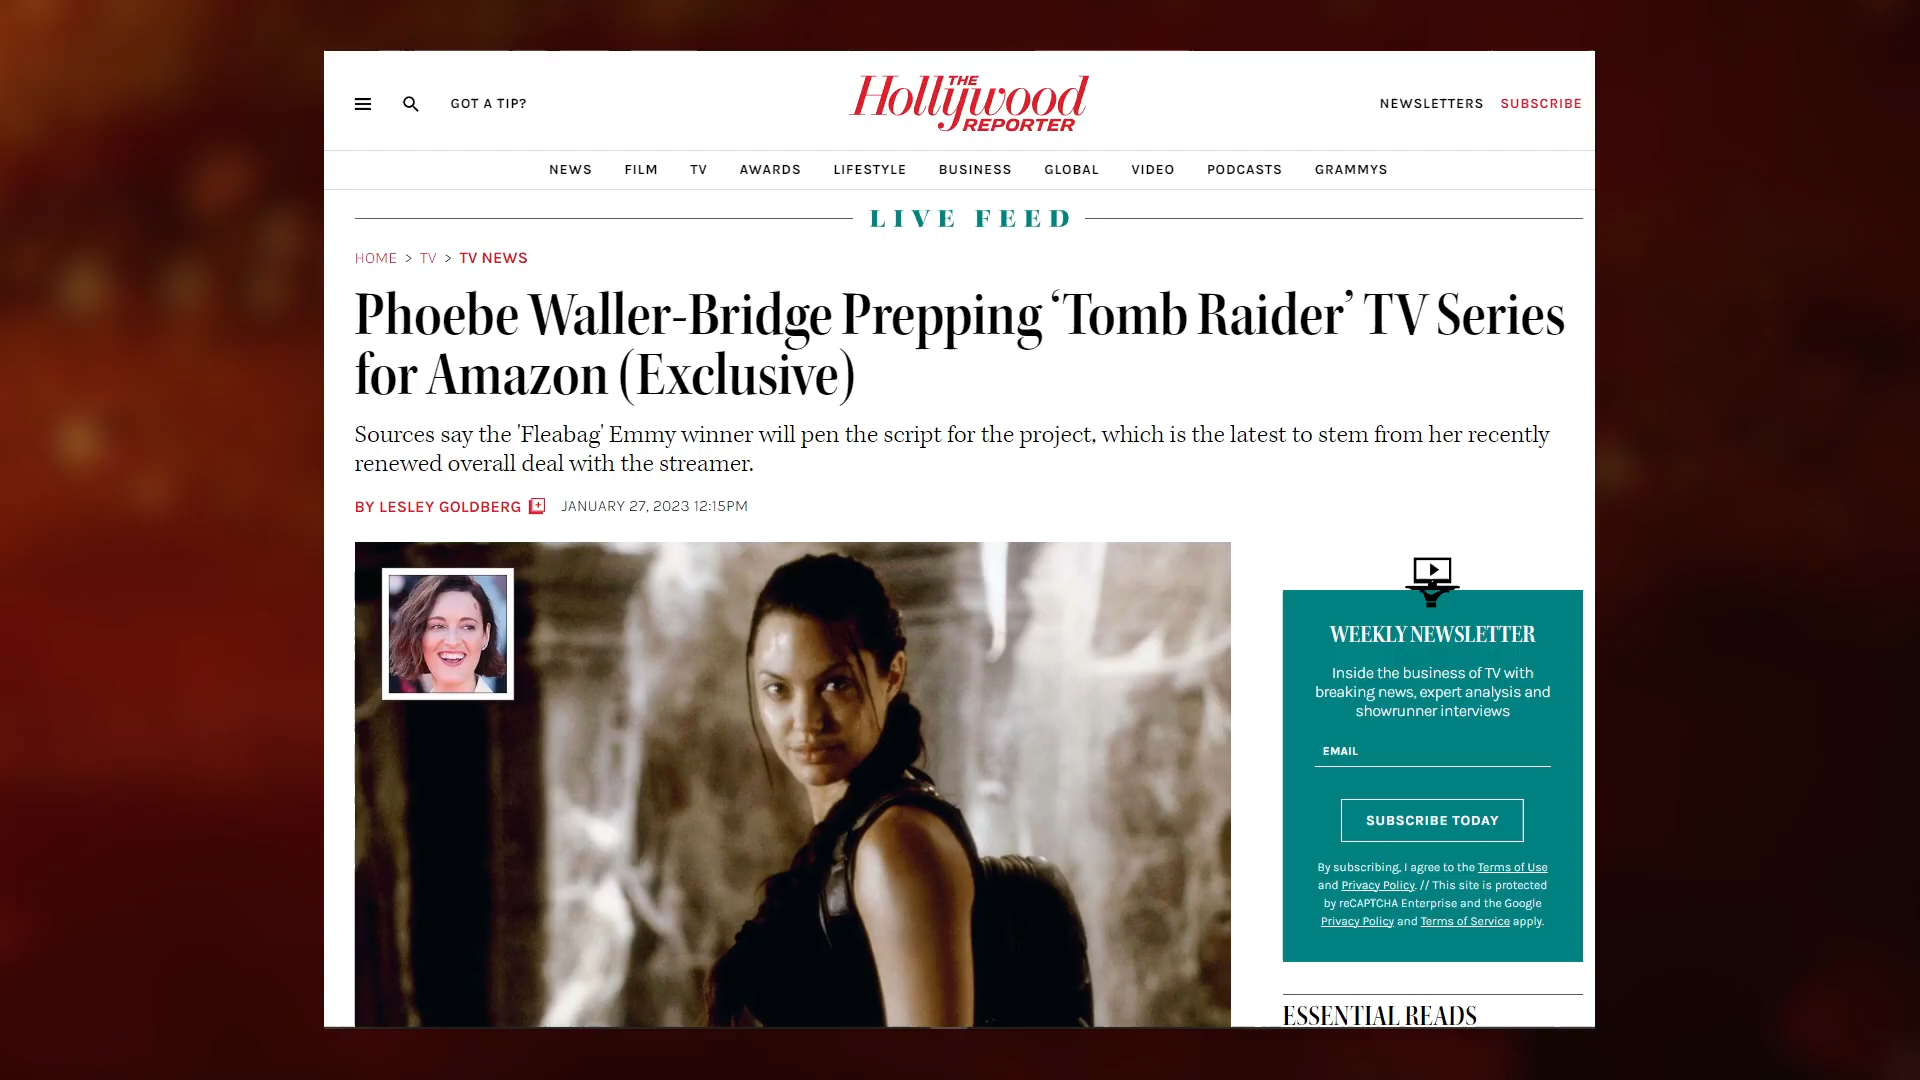 GOT A TIP?
THE
Hollywood
REPORTER
NEWSLETTERS SUBSCRIBE
NEWS FILM TV AWARDS LIFESTYLE BUSINESS GLOBAL VIDEO PODCASTS GRAMMYS
LIVE FEED
HOME > TV > TV NEWS
Phoebe Waller-Bridge Prepping ‘Tomb Raider’ TV Series
for Amazon (Exclusive)
Sources say the 'Fleabag' Emmy winner will pen the script for the project, which is the latest to stem from her recently
renewed overall deal with the streamer.
BY LESLEY GOLDBERG JANUARY 27, 2023 12:15PM
WEEKLY NEWSLETTER
Inside the business of TV with
breaking news, expert analysis and
showrunner interviews
EMAIL
SUBSCRIBE TODAY
By subscribing, I agree to the Terms of Use
and Privacy Policy. // This site is protected
by reCAPTCHA Enterprise and the Google
Privacy Policy and Terms of Service apply.
ESSENTIAL READS